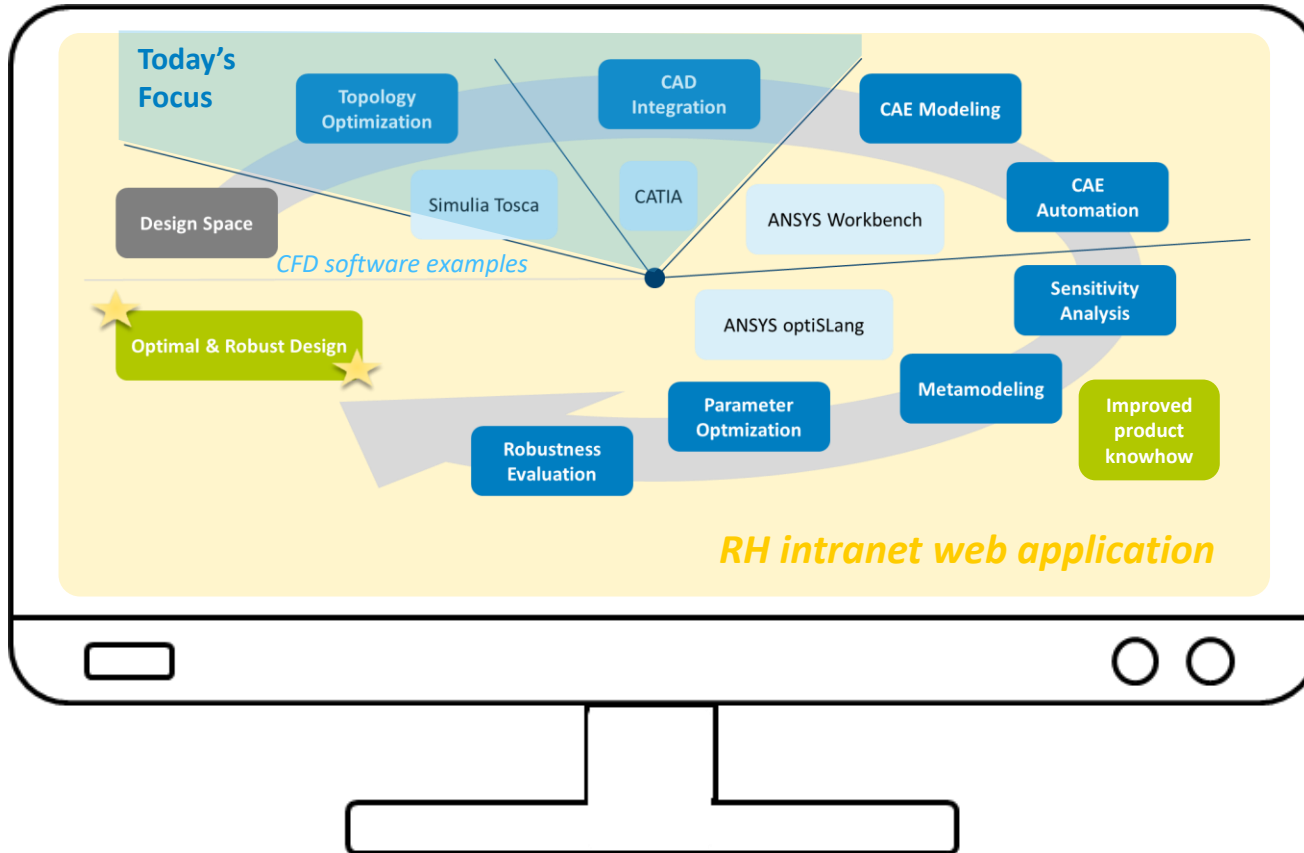 Today's
Focus
Topology
Optimization
CAD
Integration
CAE Modeling
CAE
Automation
Design Space
Simulia Tosca
CATIA
ANSYS Workbench
CFD software examples
Sensitivity
Analysis
ANSYS optiSLang
Optimal & Robust Design
Metamodeling
Parameter
Optmization
Improved
product
knowhow
Robustness
Evaluation
RH intranet web application